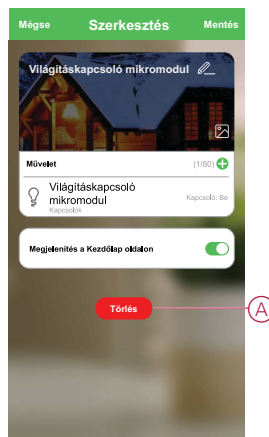 Mégse Szerkesztés Mentés
Világításkapcsoló mikromodul
Művelet (1/80)
Világításkapcsoló
mikromodul Kapcsoló: Be
Kapcsolók
Megjelenítés a Kezdőlap oldalon
Törlés A